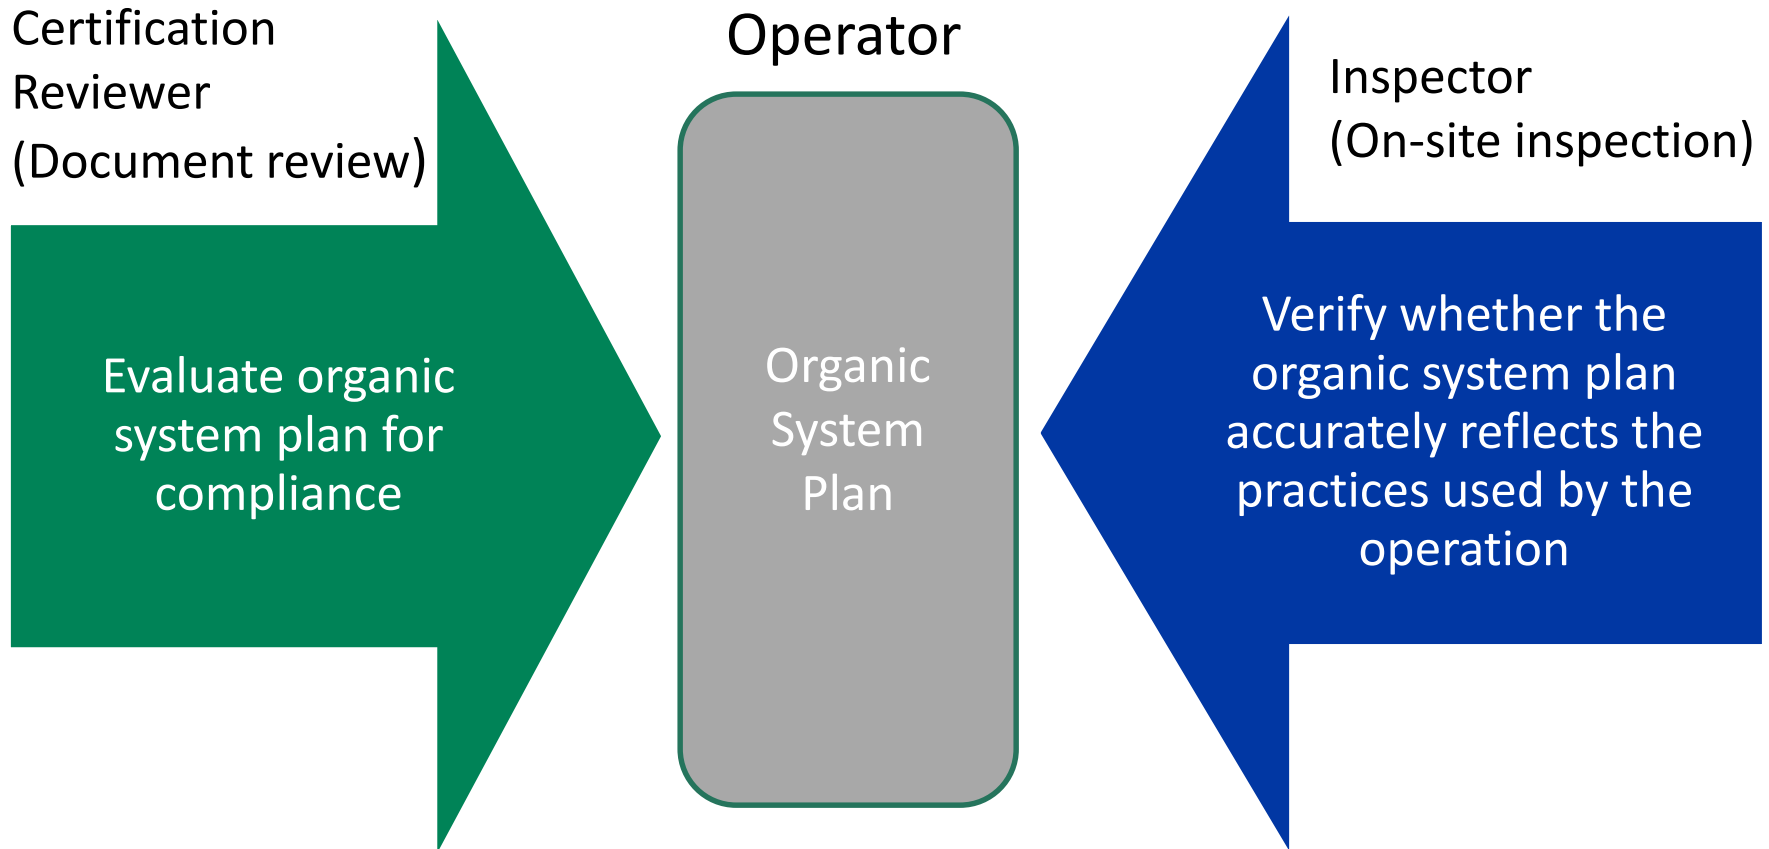 Certification
Reviewer
(Document review)
Evaluate organic
system plan for
compliance
Operator
Organic
System
Plan
Inspector
(On-site inspection)
Verify whether the
organic system plan
accurately reflects the
practices used by the
operation